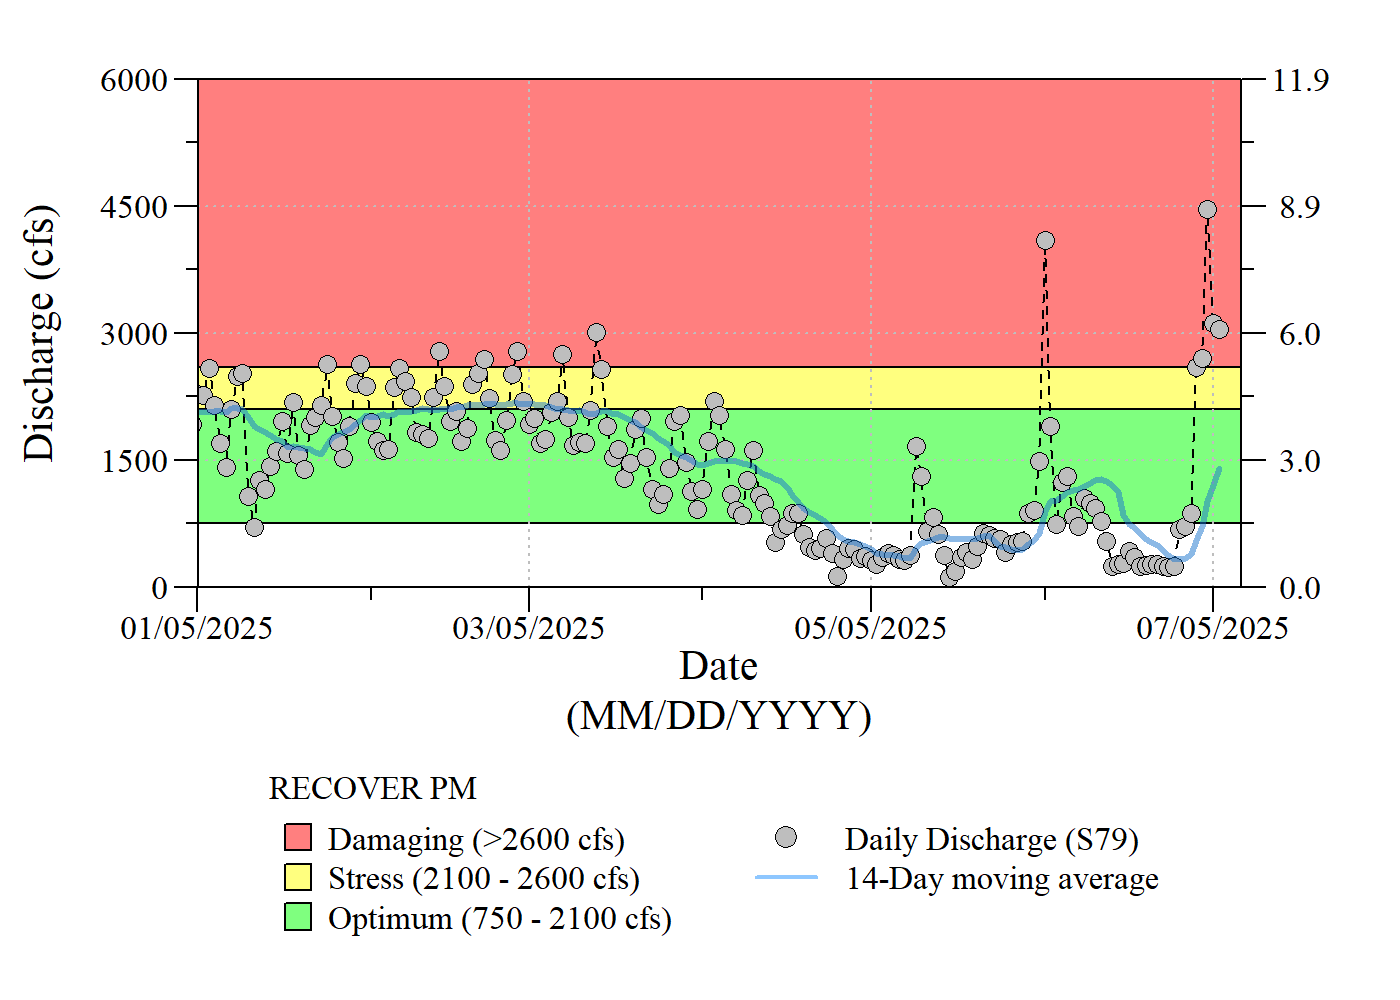 6000
4500
3000
1500
0
11.9
8.9
6.0
3.0
0.0
Discharge (cfs)
01/05/2025
03/05/2025
05/05/2025
07/05/2025
Date
(MM/DD/YYYY)
RECOVER PM
Damaging (>2600 cfs)
Stress (2100 - 2600 cfs)
Optimum (750 - 2100 cfs)
Daily Discharge (S79)
14-Day moving average